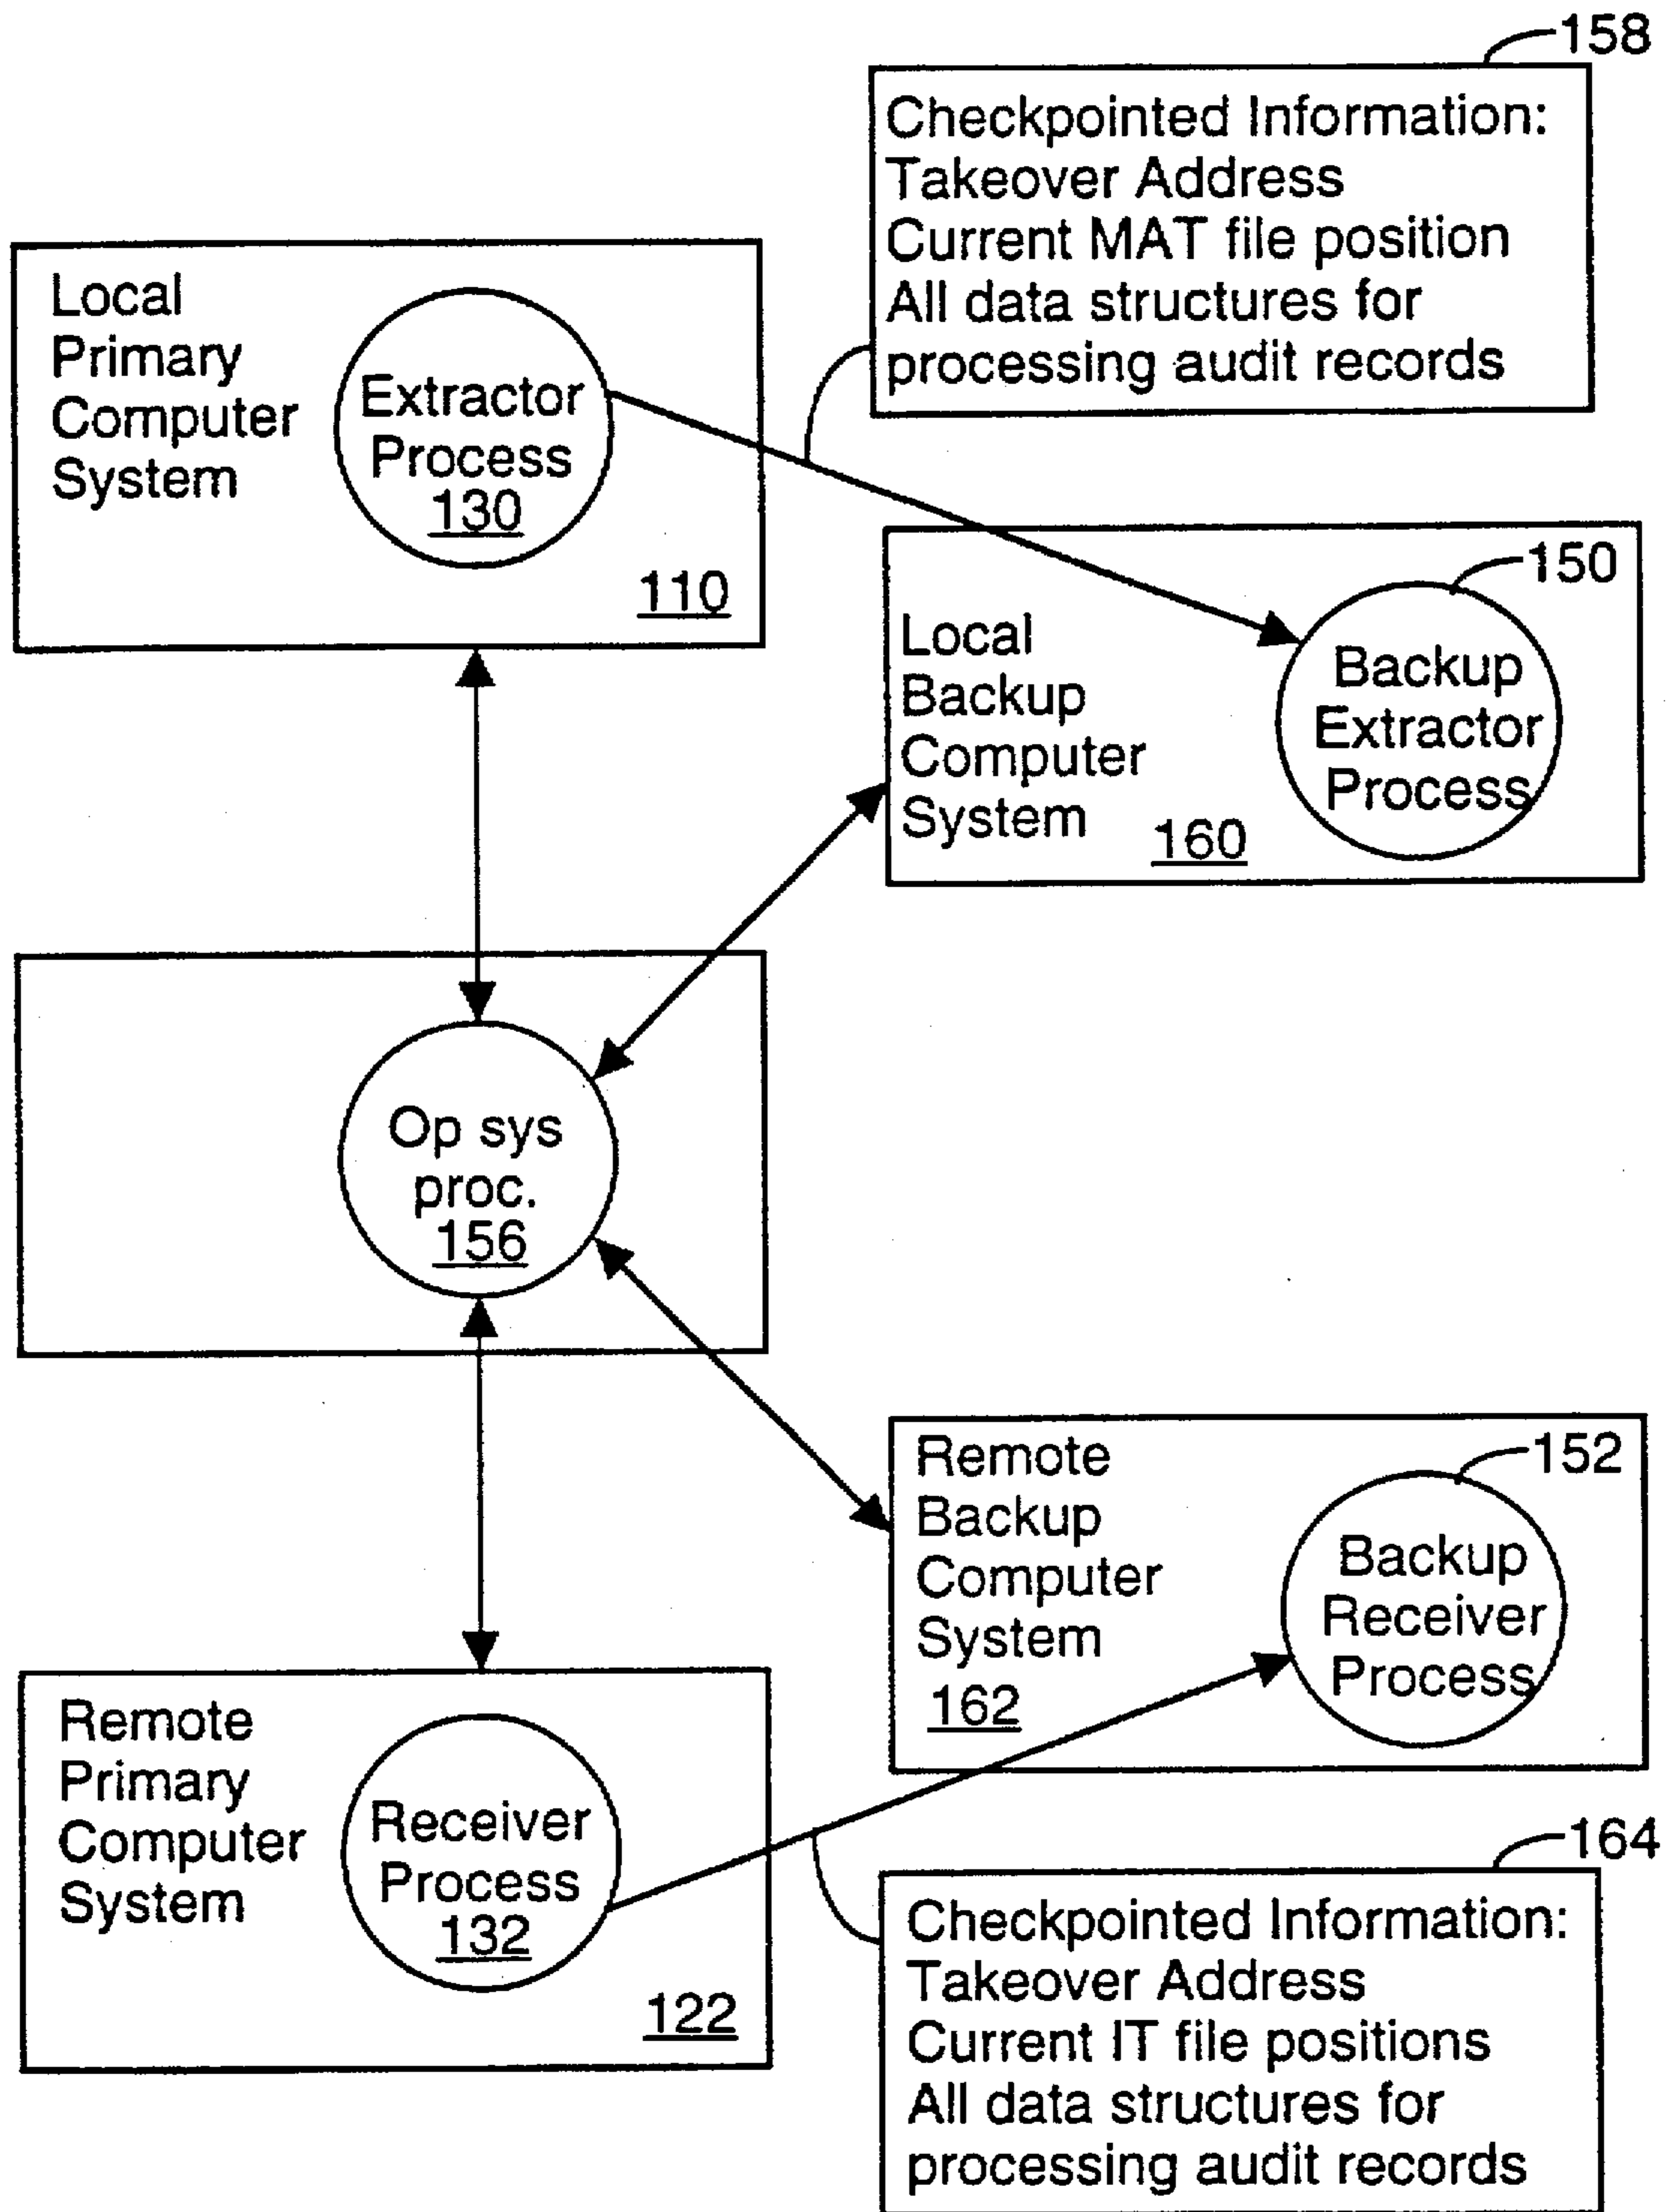 158
Checkpointed Information:
Takeover Address
Current MAT file position
All data structures for
processing audit records
Local
Primary
Computer
System
Extractor
Process
130
110
150
Local
Backup
Computer
System
160
Backup
Extractor
Process
Op sys
proc.
156
Remote
Backup
Computer
System
162
152
Backup
Receiver
Process
Remote
Primary
Computer
System
Receiver
Process
132
122
164
Checkpointed Information:
Takeover Address
Current IT file positions
All data structures for
processing audit records